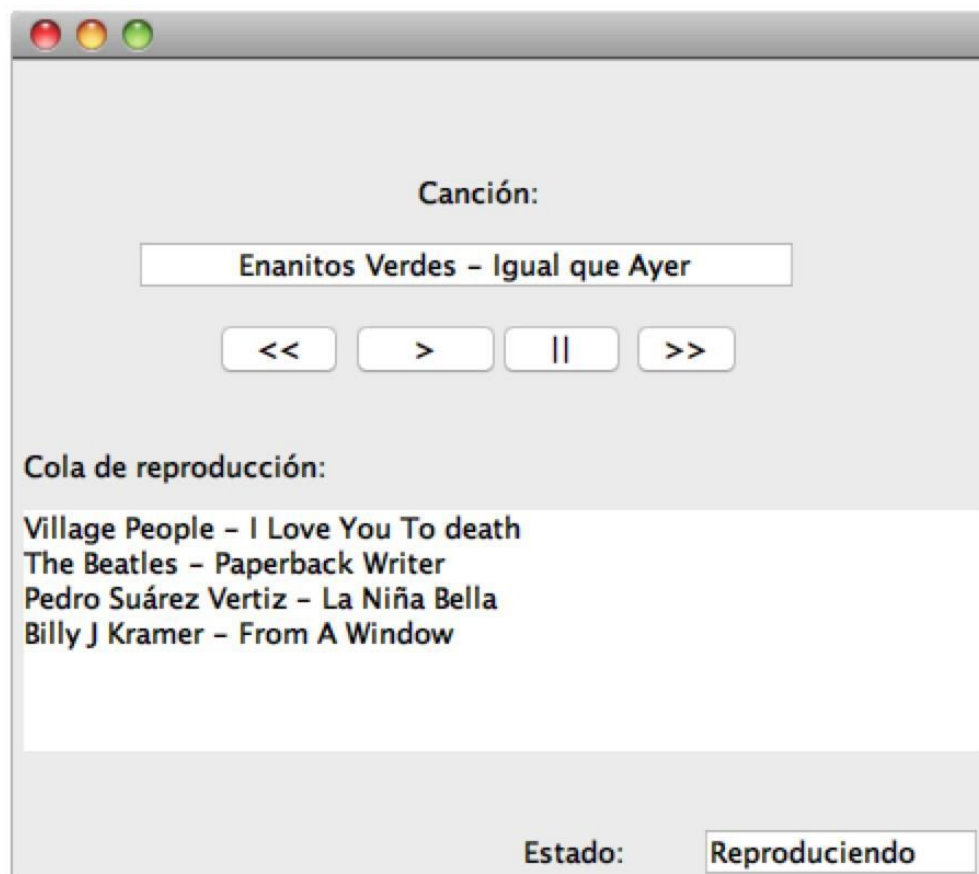 Canción:
Enanitos Verdes – Igual que Ayer
<< > || >>
Cola de reproducción:
Village People – I Love You To death
The Beatles – Paperback Writer
Pedro Suárez Vertiz – La Niña Bella
Billy J Kramer – From A Window
Estado: Reproduciendo